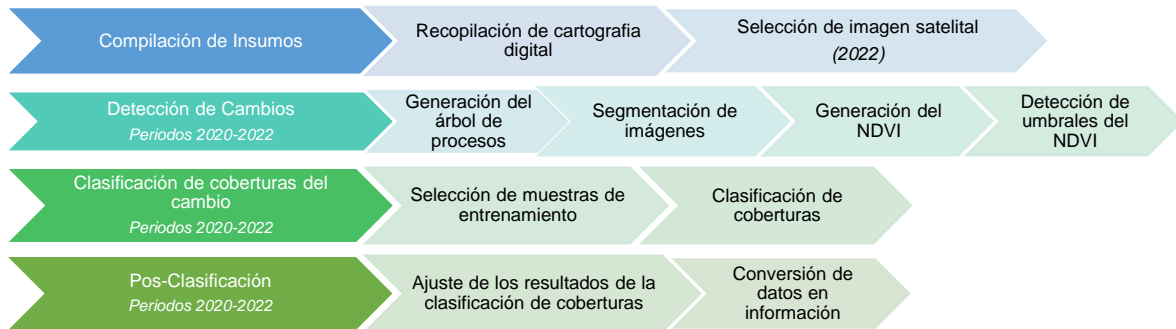 Compilación de Insumos
Recopilación de cartografia
digital
Selección de imagen satelital
(2022)
Detección de Cambios
Periodos 2020-2022
Generación del
árbol de
procesos
Segmentación de
imágenes
Generación del
NDVI
Detección de
umbrales del
NDVI
Clasificación de coberturas del
cambio
Periodos 2020-2022
Selección de muestras de
entrenamiento
Clasificación de
coberturas
Pos-Clasificación
Periodos 2020-2022
Ajuste de los resultados de la
clasificación de coberturas
Conversión de
datos en
información